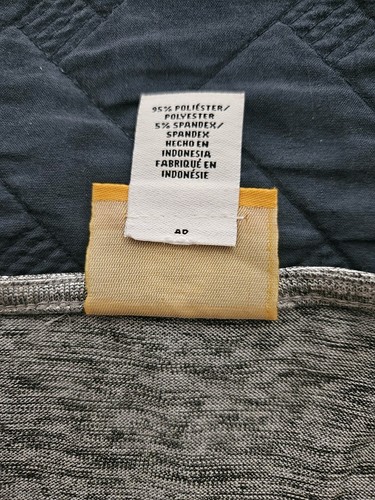 95% POLIÉSTER/
POLYESTER
5% SPANDEX/
SPANDEX
HECHO EN
INDONESIA
FABRIQUÉ EN
INDONÉSIE